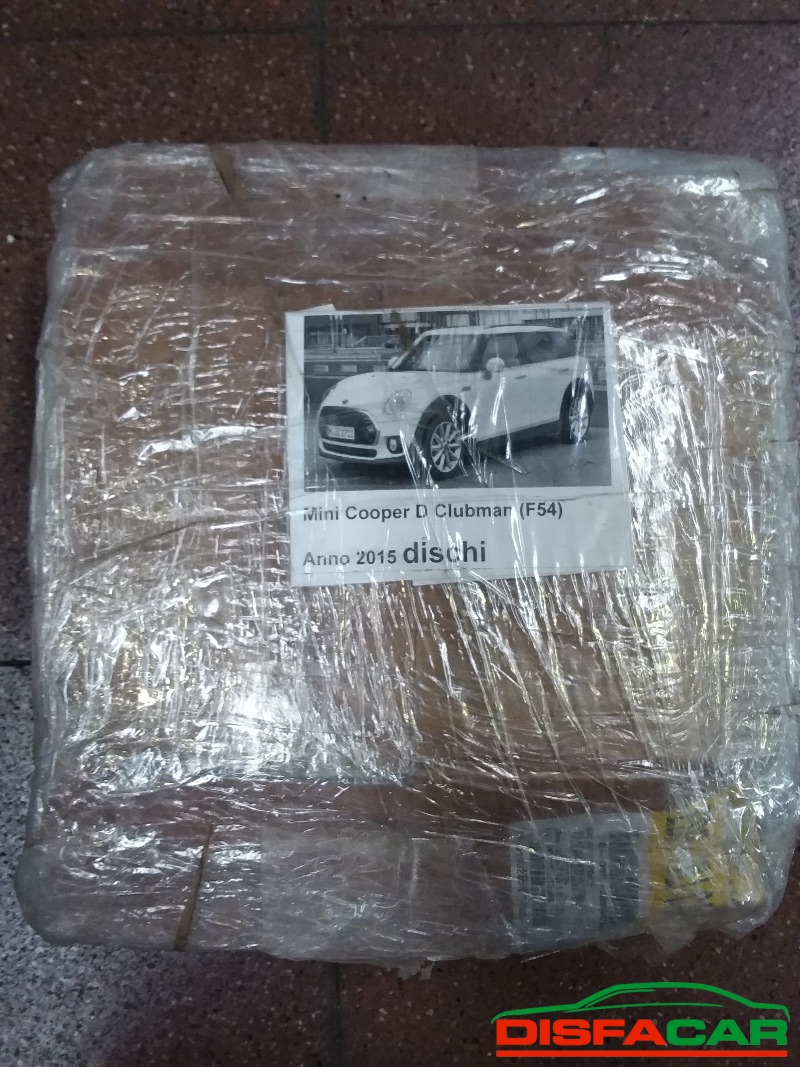 Mini Cooper D Clubman (F54)
Anno 2015 dischi
DISFACAR